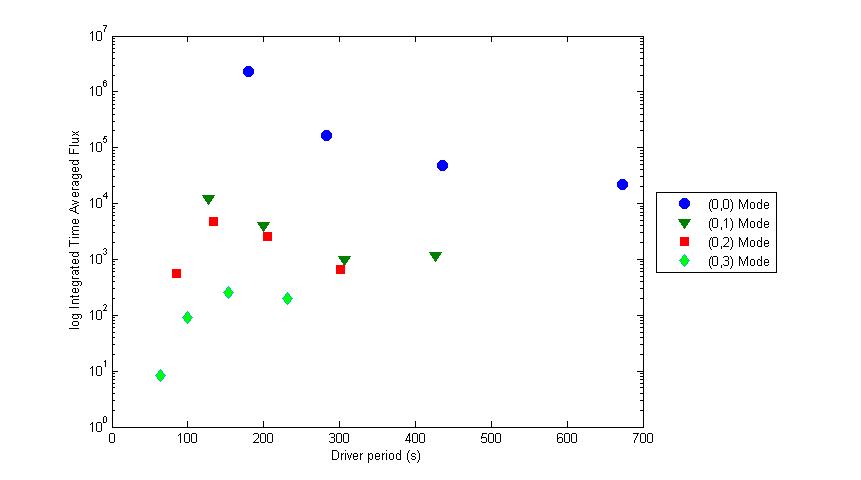 10^7
10^6
10^5
10^4
10^3
10^2
10^1
10^0
log Integrated Time Averaged Flux
0 100 200 300 400 500 600 700
Driver period (s)
(0,0) Mode
(0,1) Mode
(0,2) Mode
(0,3) Mode